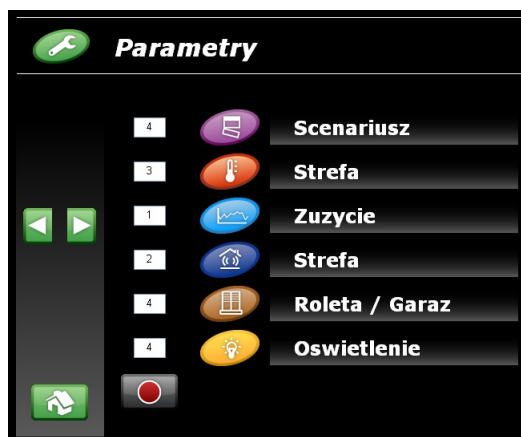 Parametry
4 Scenariusz
3 Strefa
1 Zuzycie
2 Strefa
4 Roleta / Garaz
4 Oswietlenie